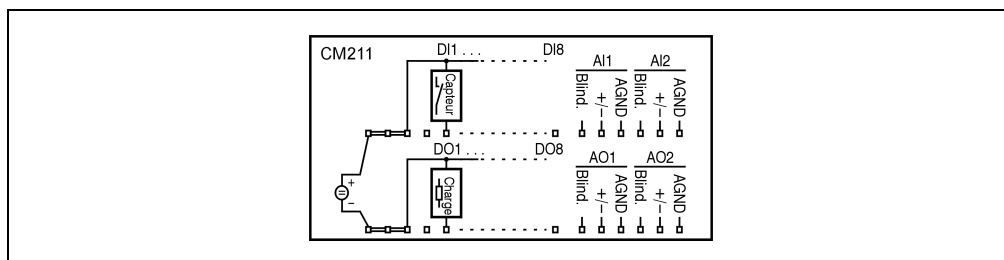 CM211
DI1 . . . DI8
AI1 AI2
Capteur
Blind. +/– AGND Blind. +/– AGND
DO1 . . . DO8
AO1 AO2
+
–
Charge
Blind. +/– AGND Blind. +/– AGND